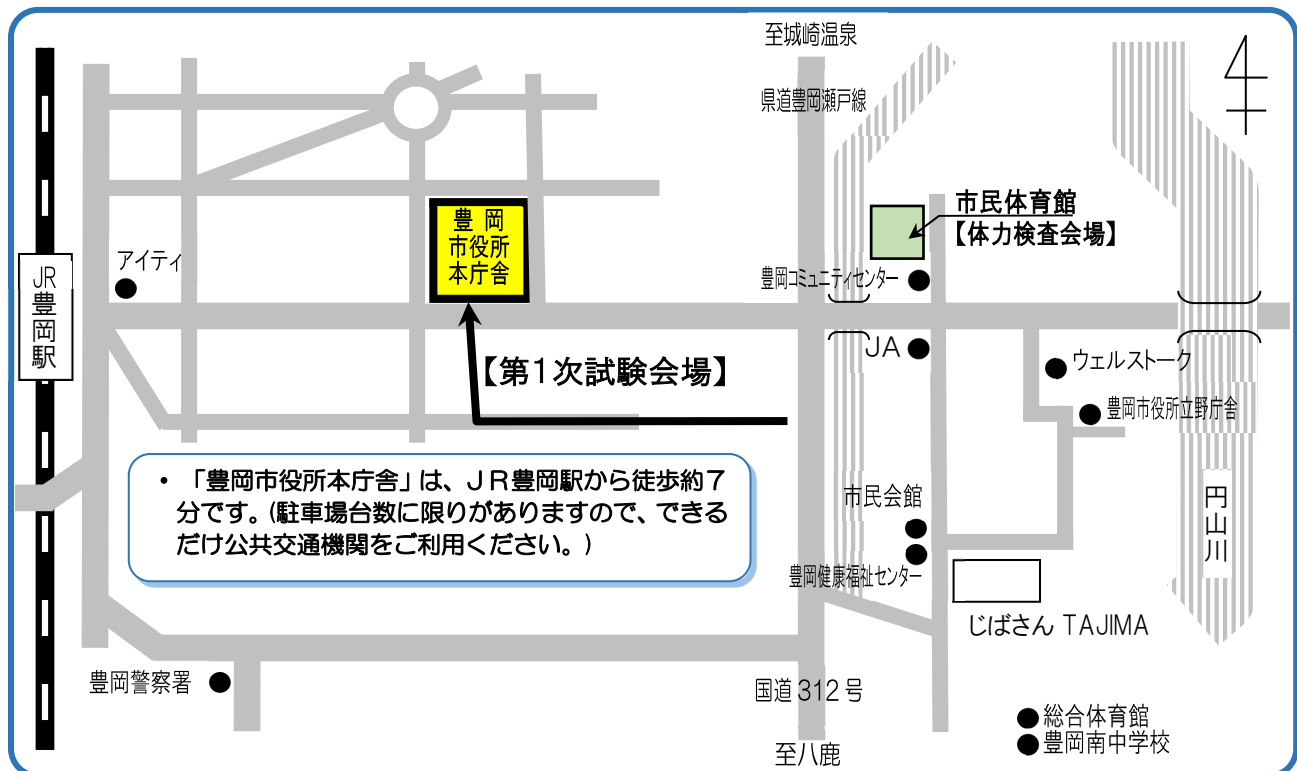 至城崎温泉
県道豊岡瀬戸線
市民体育館
【体力検査会場】
豊 岡
市役所
本庁舎
アイティ
JR
豊
岡
駅
豊岡コミュニティセンター
JA
【第1次試験会場】
ウェルストーク
豊岡市役所立野庁舎
・ 「豊岡市役所本庁舎」は、JR豊岡駅から徒歩約7
分です。(駐車場台数に限りがありますので、できる
だけ公共交通機関をご利用ください。)
市民会館
円
山
川
豊岡健康福祉センター
じばさん TAJIMA
豊岡警察署
国道 312 号
総合体育館
豊岡南中学校
至八鹿